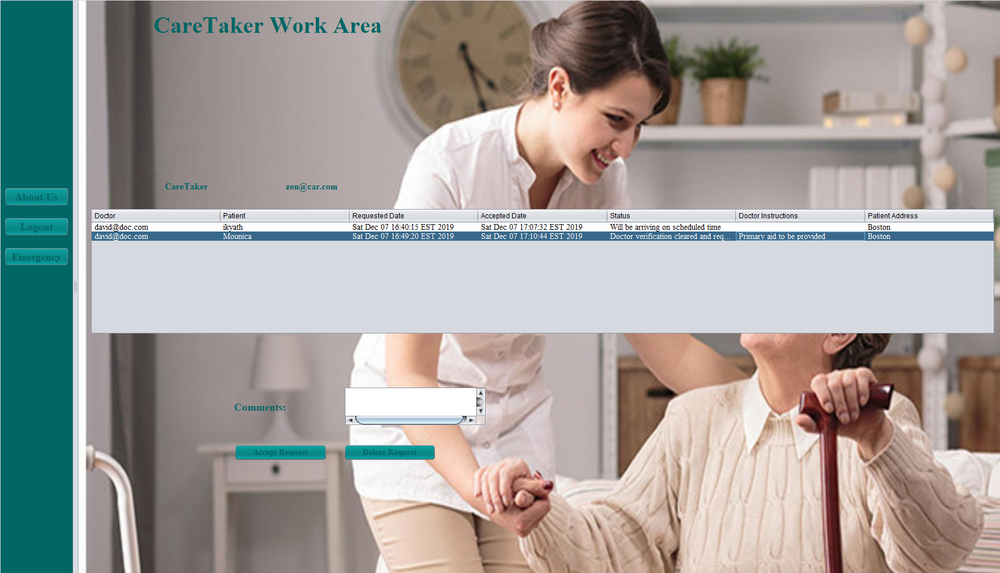 CareTaker Work Area
About Us
Logout
Emergency
CareTaker zen@car.com
Doctor Patient Requested Date Accepted Date Status Doctor Instructions Patient Address
david@doc.com ikyath Sat Dec 07 16:40:15 EST 2019 Sat Dec 07 17:07:32 EST 2019 Will be arriving on scheduled time Boston
david@doc.com Mounica Sat Dec 07 16:49:20 EST 2019 Sat Dec 07 17:10:44 EST 2019 Doctor verification cleared and req... Primary aid to be provided Boston
Comments:
Accept Request Delete Request